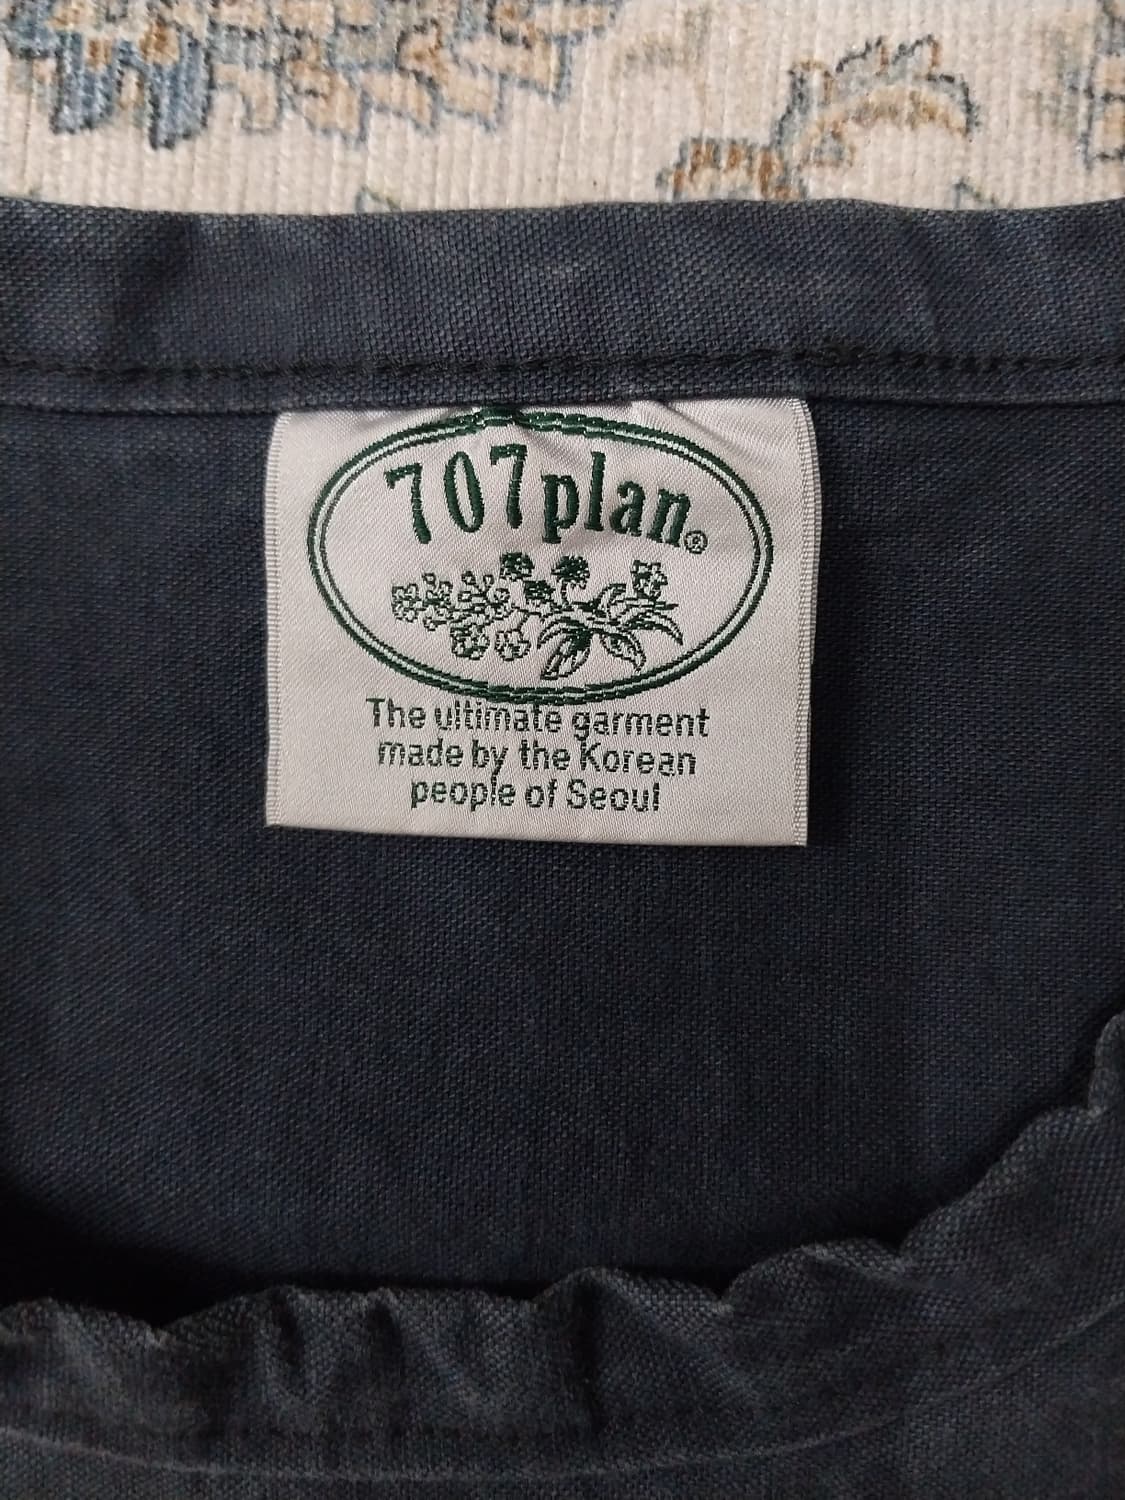 707plan®
The ultimate garment
made by the Korean
people of Seoul